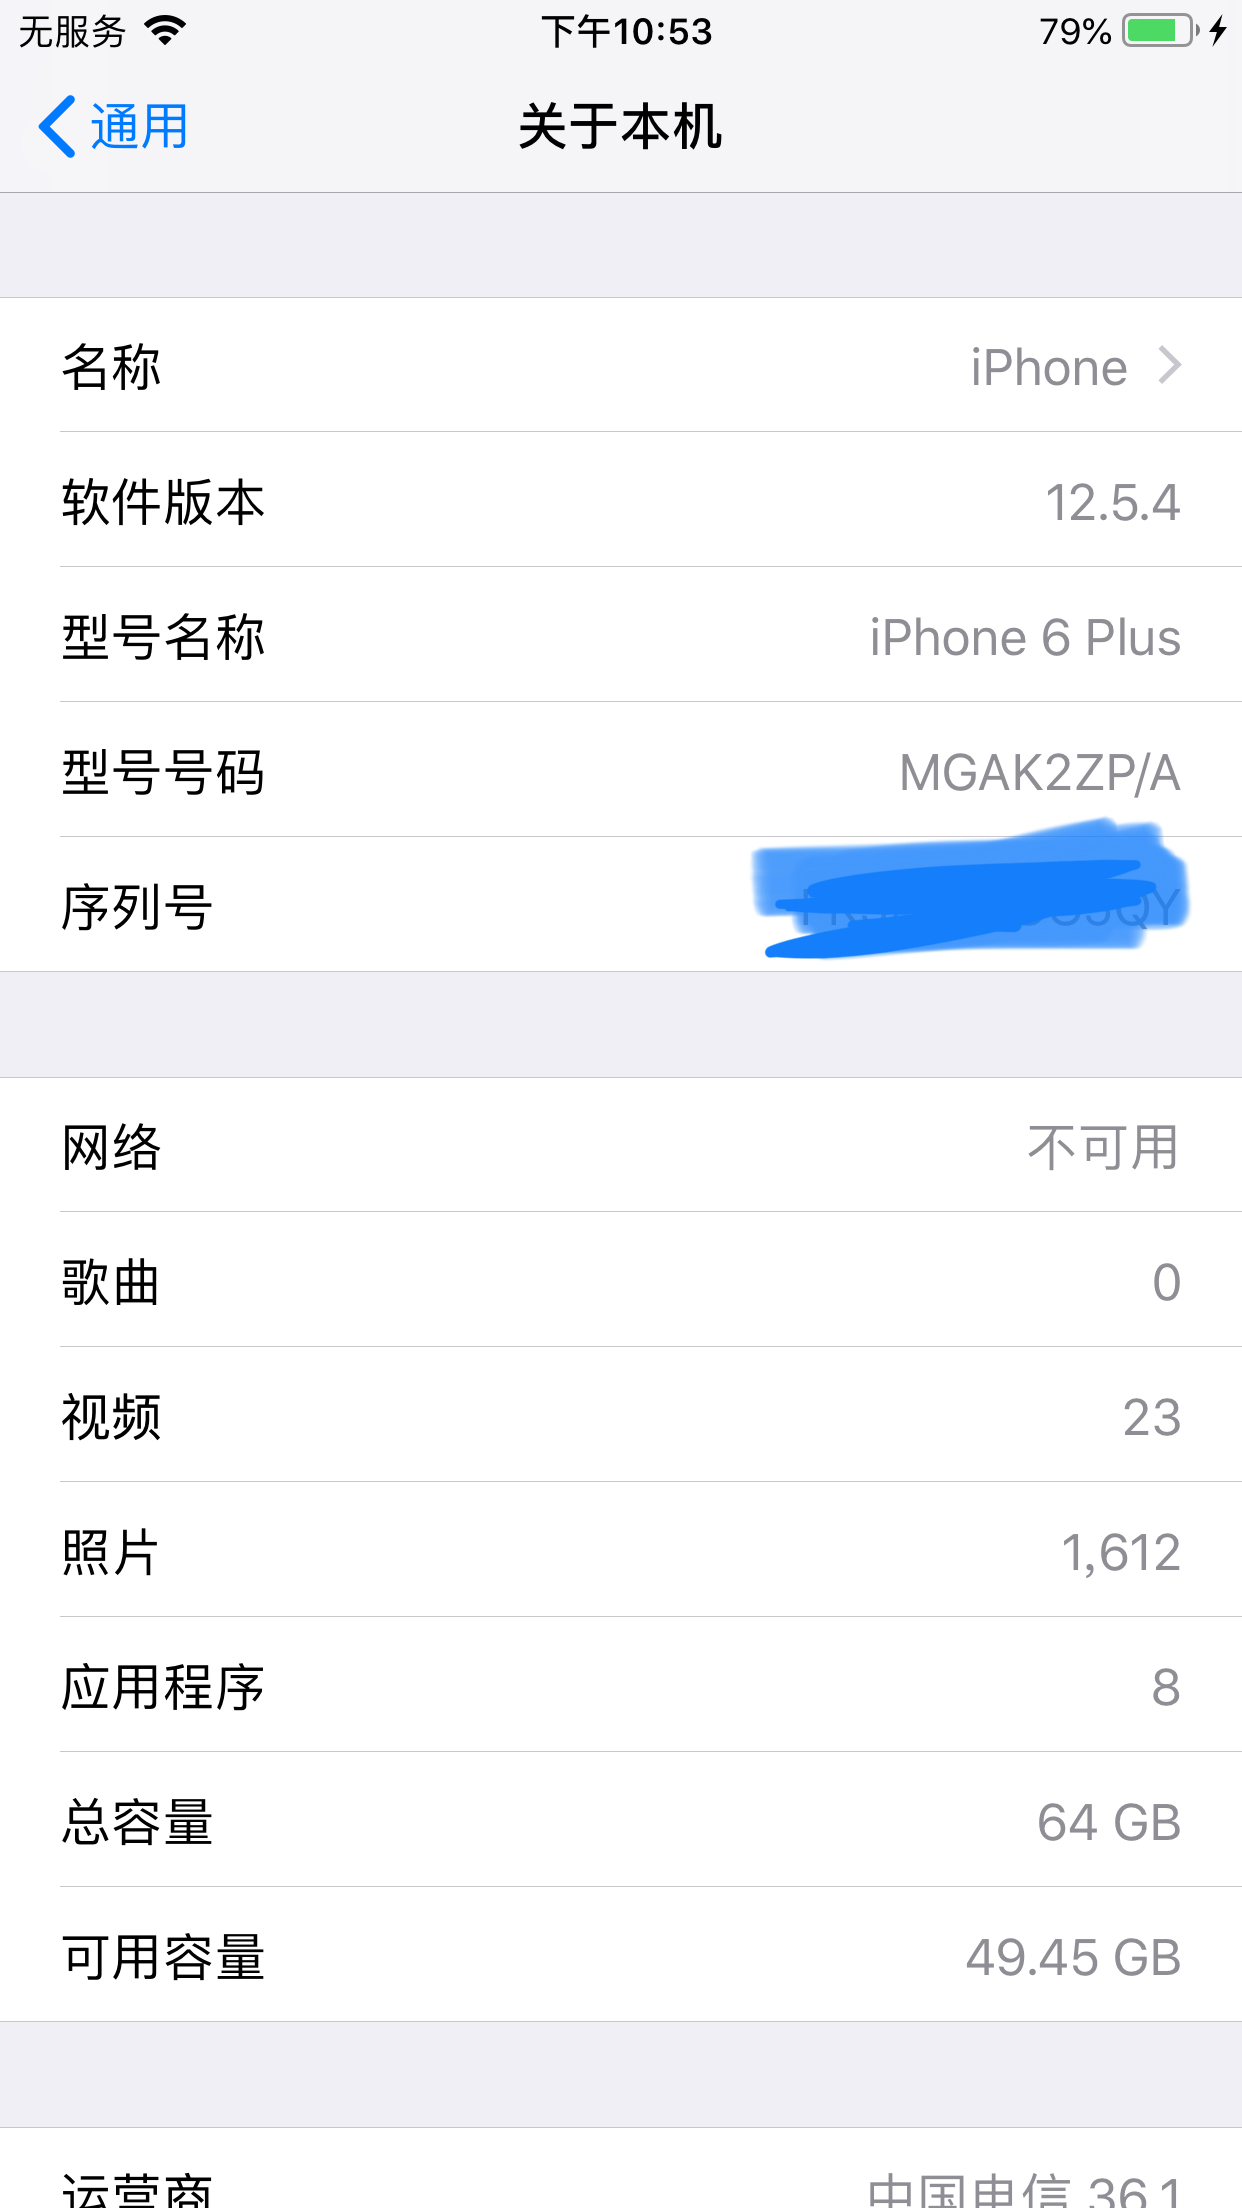 无服务 下午10:53 79%
通用 关于本机
名称 iPhone
软件版本 12.5.4
型号名称 iPhone 6 Plus
型号号码 MGAK2ZP/A
序列号
网络 不可用
歌曲 0
视频 23
照片 1,612
应用程序 8
总容量 64 GB
可用容量 49.45 GB
运营商 中国电信 36.1